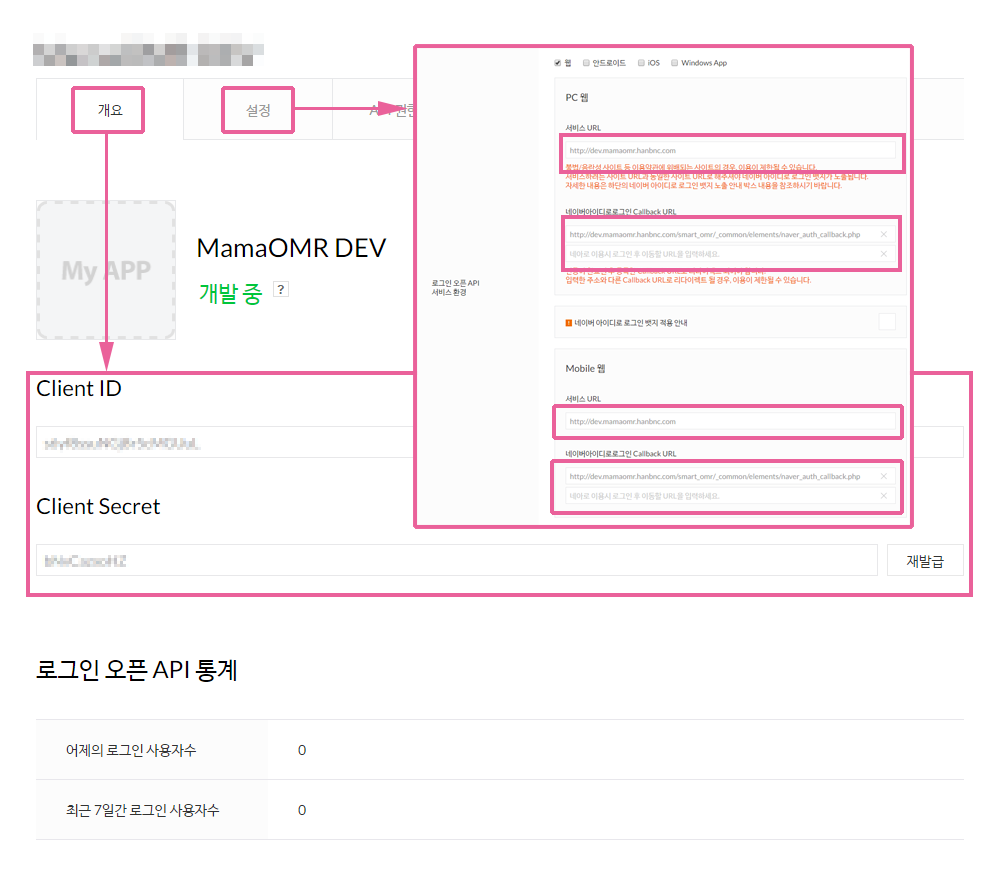 개요
설정
My APP
MamaOMR DEV
개발 중
?
Client ID
Client Secret
재발급
웹
안드로이드
iOS
Windows App
로그인 오픈 API
서비스 환경
PC 웹
서비스 URL
http://dev.mamaomr.hanbnc.com
불법/음란성 사이트 등 이용약관에 위배되는 사이트의 경우, 이용이 제한될 수 있습니다.
서비스하려는 사이트 URL과 동일한 사이트 URL로 해주셔야 네이버 아이디로 로그인 뱃지가 노출됩니다.
자세한 내용은 하단의 네이버 아이디로 로그인 뱃지 노출 안내 박스 내용을 참조하시기 바랍니다.
네이버아이디로로그인 Callback URL
http://dev.mamaomr.hanbnc.com/smart_omr/_common/elements/naver_auth_callback.php
네아로 이용시 로그인 후 이동할 URL을 입력하세요.
입력한 주소와 다른 Callback URL로 리다이렉트 될 경우, 이용이 제한될 수 있습니다.
네이버 아이디로 로그인 뱃지 적용 안내
Mobile 웹
서비스 URL
http://dev.mamaomr.hanbnc.com
네이버아이디로로그인 Callback URL
http://dev.mamaomr.hanbnc.com/smart_omr/_common/elements/naver_auth_callback.php
네아로 이용시 로그인 후 이동할 URL을 입력하세요.
로그인 오픈 API 통계
어제의 로그인 사용자수 0
최근 7일간 로그인 사용자수 0